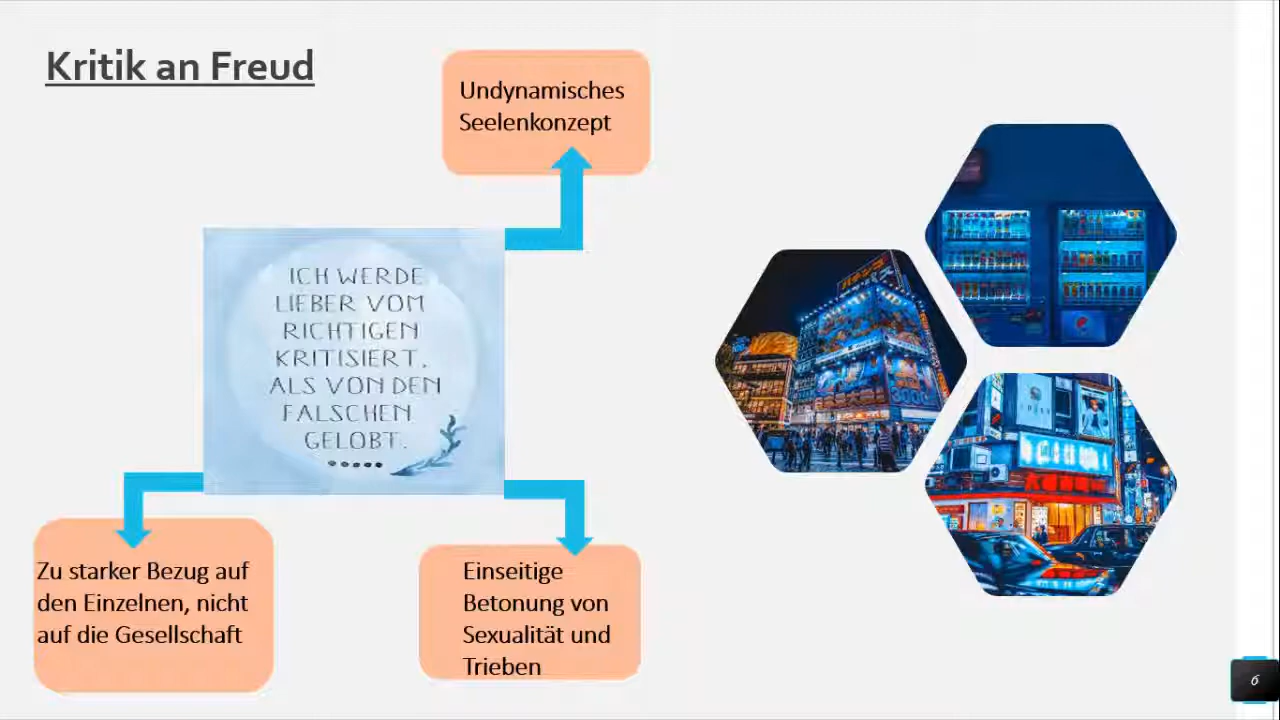 Kritik an Freud
Undynamisches
Seelenkonzept
ICH WERDE
LIEBER VOM
RICHTIGEN
KRITISIERT,
ALS VON DEN
FALSCHEN
GELOBT.
Zu starker Bezug auf
den Einzelnen, nicht
auf die Gesellschaft
Einseitige
Betonung von
Sexualität und
Trieben
6